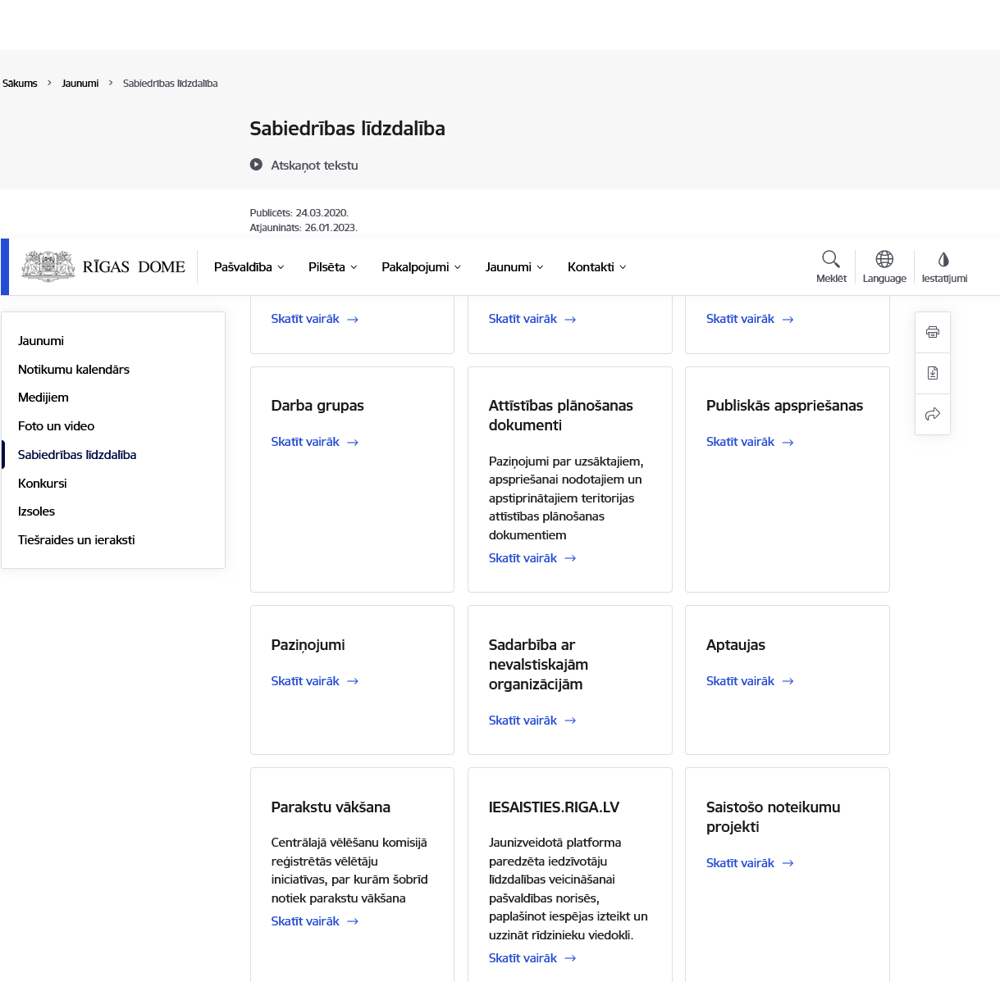 Sākums
Jaunumi
Sabiedrības līdzdalība
Sabiedrības līdzdalība
Atskaņot tekstu
Publicēts: 24.03.2020.
Atjaunināts: 26.01.2023.
RĪGAS DOME
Pašvaldība
Pilsēta
Pakalpojumi
Jaunumi
Kontakti
Meklēt
Language
Iestatījumi
Jaunumi
Notikumu kalendārs
Medijiem
Foto un video
Sabiedrības līdzdalība
Konkursi
Izsoles
Tiešraides un ieraksti
Skatīt vairāk
Skatīt vairāk
Skatīt vairāk
Darba grupas
Skatīt vairāk
Attīstības plānošanas
dokumenti
Paziņojumi par uzsāktajiem,
apspriešanai nodotajiem un
apstiprinātajiem teritorijas
attīstības plānošanas
dokumentiem
Skatīt vairāk
Publiskās apspriešanas
Skatīt vairāk
Paziņojumi
Skatīt vairāk
Sadarbība ar
nevalstiskajām
organizācijām
Skatīt vairāk
Aptaujas
Skatīt vairāk
Parakstu vākšana
Centrālajā vēlēšanu komisijā
reģistrētās vēlētāju
iniciatīvas, par kurām šobrīd
notiek parakstu vākšana
Skatīt vairāk
IESAISTIES.RIGA.LV
Jaunizveidotā platforma
paredzēta iedzīvotāju
līdzdalības veicināšanai
pašvaldības norisēs,
paplašinot iespējas izteikt un
uzzināt rīdzinieku viedokli.
Skatīt vairāk
Saistošo noteikumu
projekti
Skatīt vairāk